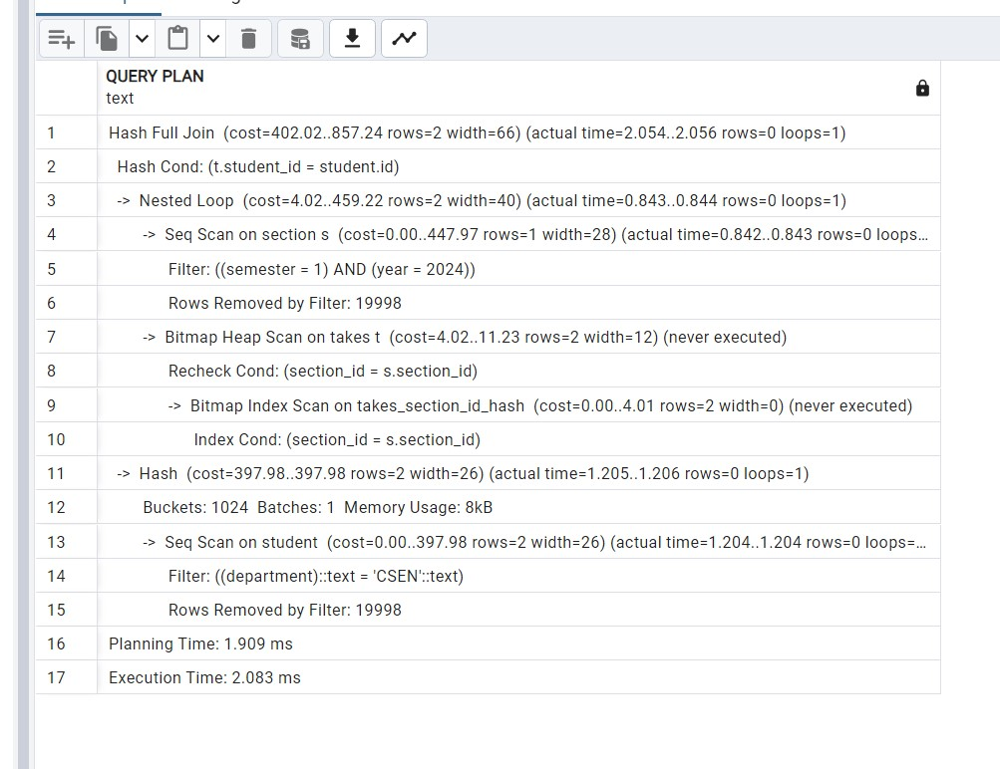 QUERY PLAN
text
1 Hash Full Join (cost=402.02..857.24 rows=2 width=66) (actual time=2.054..2.056 rows=0 loops=1)
2 Hash Cond: (t.student_id = student.id)
3 -> Nested Loop (cost=4.02..459.22 rows=2 width=40) (actual time=0.843..0.844 rows=0 loops=1)
4 -> Seq Scan on section s (cost=0.00..447.97 rows=1 width=28) (actual time=0.842..0.843 rows=0 loops...
5 Filter: ((semester = 1) AND (year = 2024))
6 Rows Removed by Filter: 19998
7 -> Bitmap Heap Scan on takes t (cost=4.02..11.23 rows=2 width=12) (never executed)
8 Recheck Cond: (section_id = s.section_id)
9 -> Bitmap Index Scan on takes_section_id_hash (cost=0.00..4.01 rows=2 width=0) (never executed)
10 Index Cond: (section_id = s.section_id)
11 -> Hash (cost=397.98..397.98 rows=2 width=26) (actual time=1.205..1.206 rows=0 loops=1)
12 Buckets: 1024 Batches: 1 Memory Usage: 8kB
13 -> Seq Scan on student (cost=0.00..397.98 rows=2 width=26) (actual time=1.204..1.204 rows=0 loops=...
14 Filter: ((department)::text = 'CSEN'::text)
15 Rows Removed by Filter: 19998
16 Planning Time: 1.909 ms
17 Execution Time: 2.083 ms